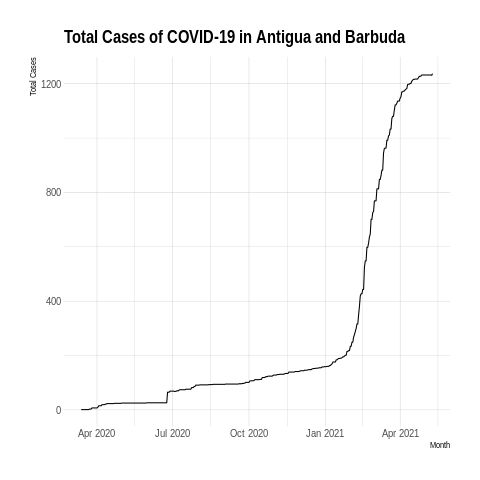 Total Cases of COVID-19 in Antigua and Barbuda
Total Cases
1200
800
400
0
Apr 2020 Jul 2020 Oct 2020 Jan 2021 Apr 2021
Month